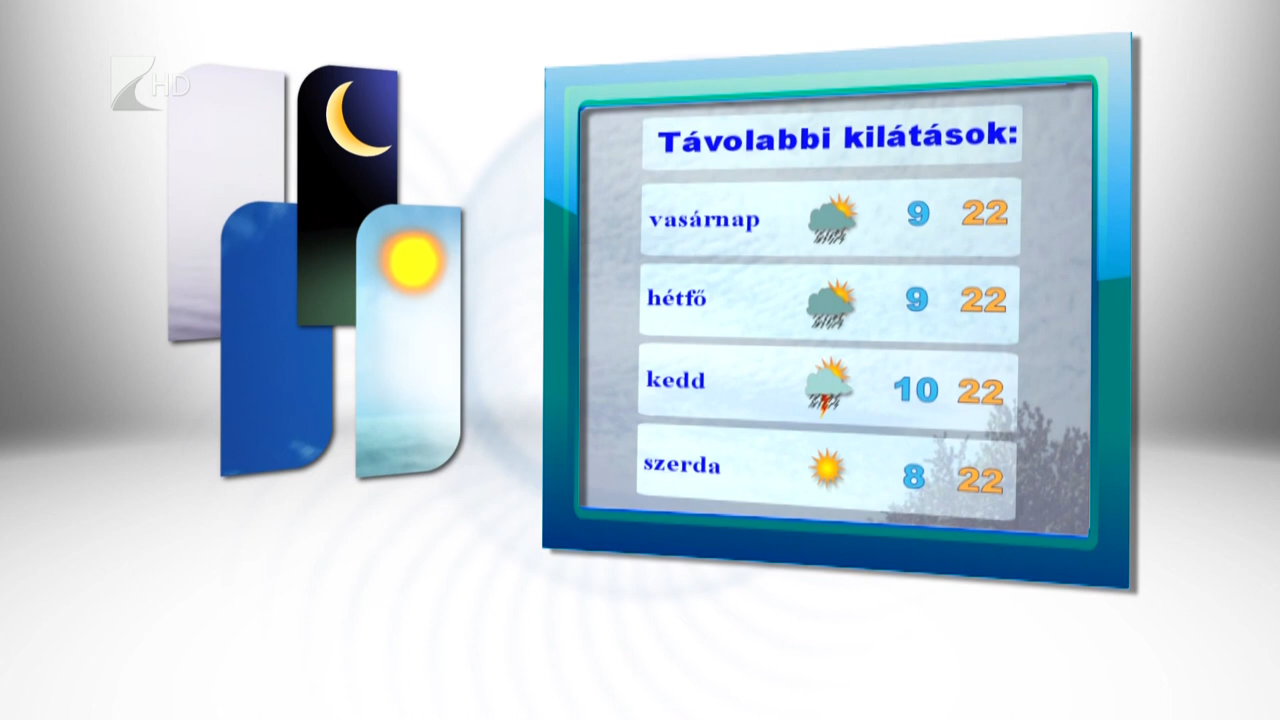 HD
Távolabbi kilátások:
vasárnap 9 22
hétfő 9 22
kedd 10 22
szerda 8 22